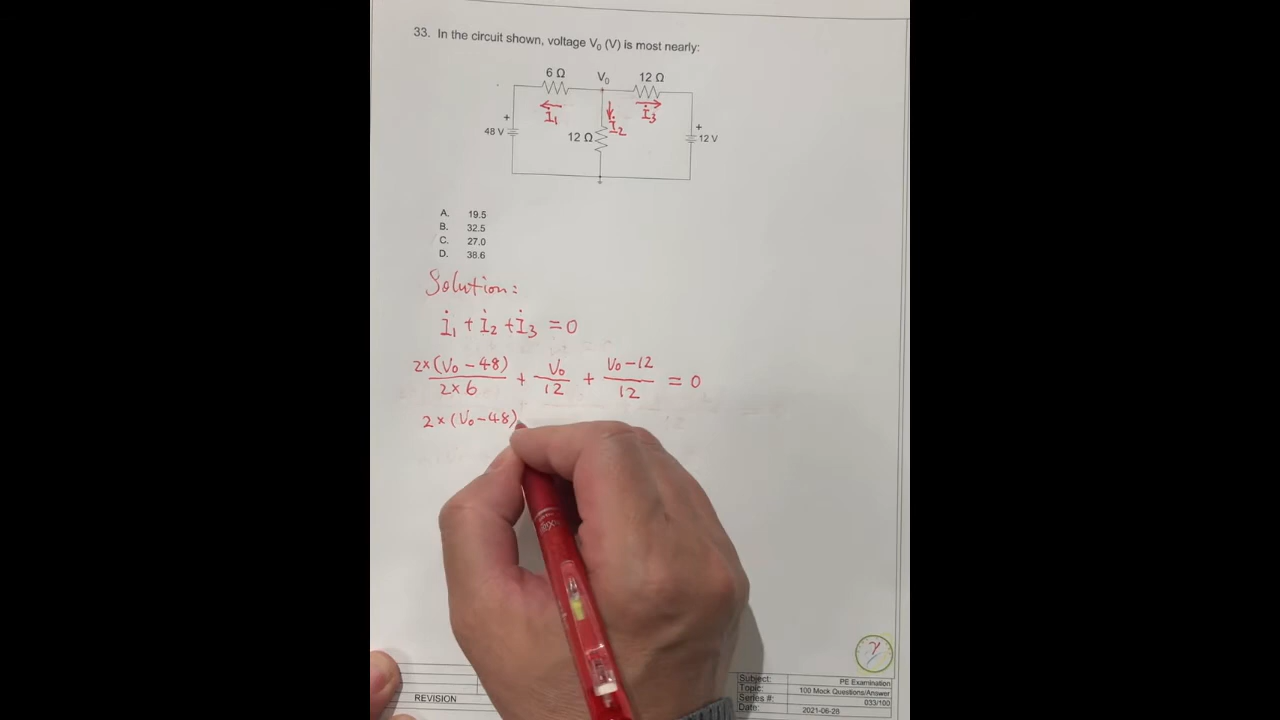 33. In the circuit shown, voltage V₀ (V) is most nearly:
6 Ω V₀ 12 Ω
I₁ I₂ I₃
+ +
48 V 12 Ω 12 V
A. 19.5
B. 32.5
C. 27.0
D. 38.6
Solution:
I₁ + I₂ + I₃ = 0
2×(V₀ − 48) / 2×6 + V₀ / 12 + V₀ − 12 / 12 = 0
2×(V₀ − 48)
REVISION
Subject: PE Examination
Topic: 100 Mock Questions/Answer
Series #: 033/100
Date: 2021-06-28